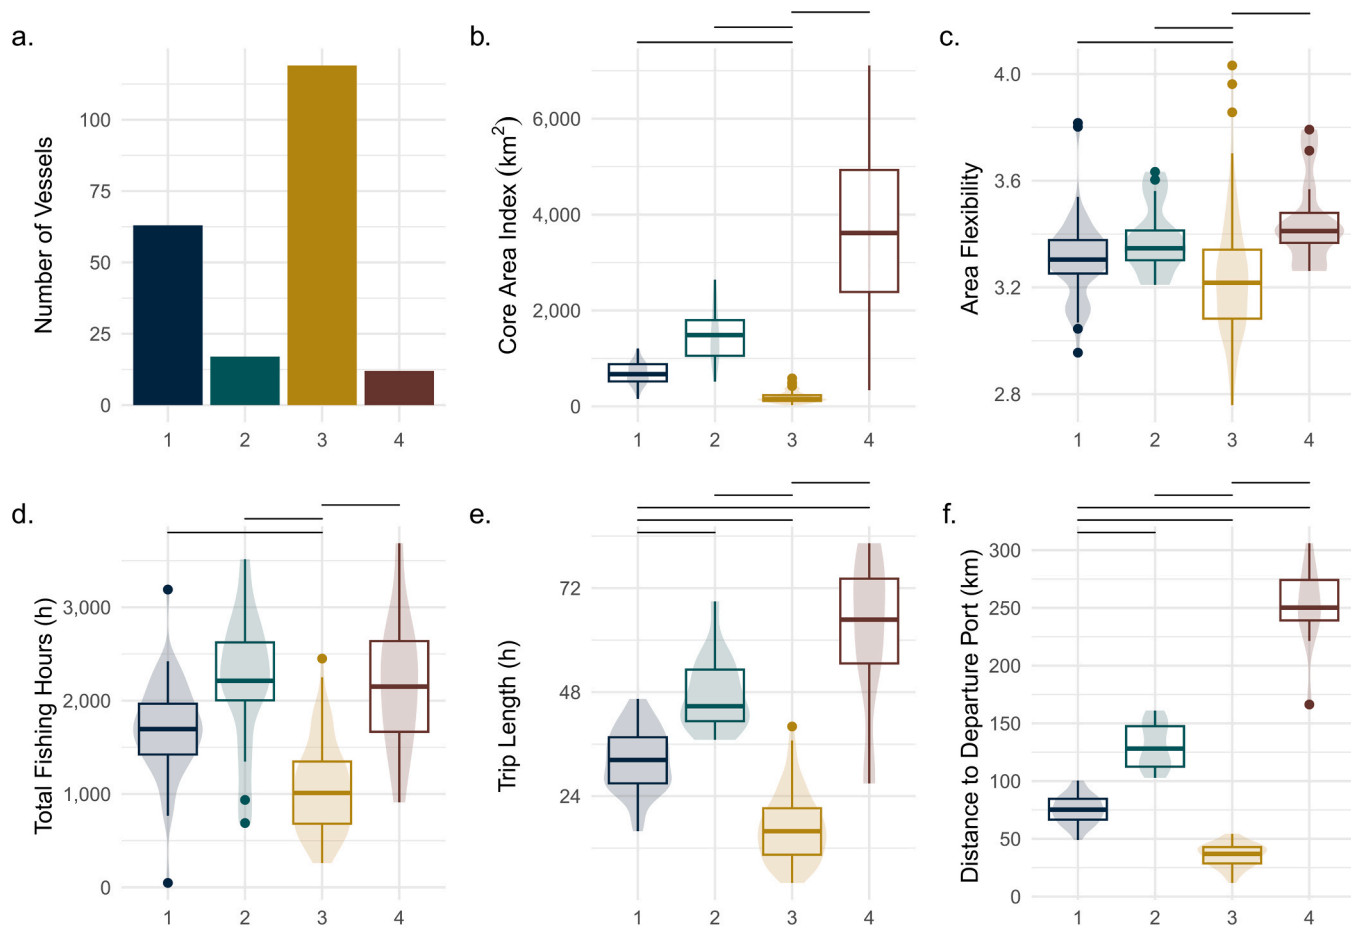 a.
Number of Vessels
100
75
50
25
0
1 2 3 4
b.
Core Area Index (km²)
6,000
4,000
2,000
0
1 2 3 4
c.
Area Flexibility
4.0
3.6
3.2
2.8
1 2 3 4
d.
Total Fishing Hours (h)
3,000
2,000
1,000
0
1 2 3 4
e.
Trip Length (h)
72
48
24
1 2 3 4
f.
Distance to Departure Port (km)
300
250
200
150
100
50
0
1 2 3 4